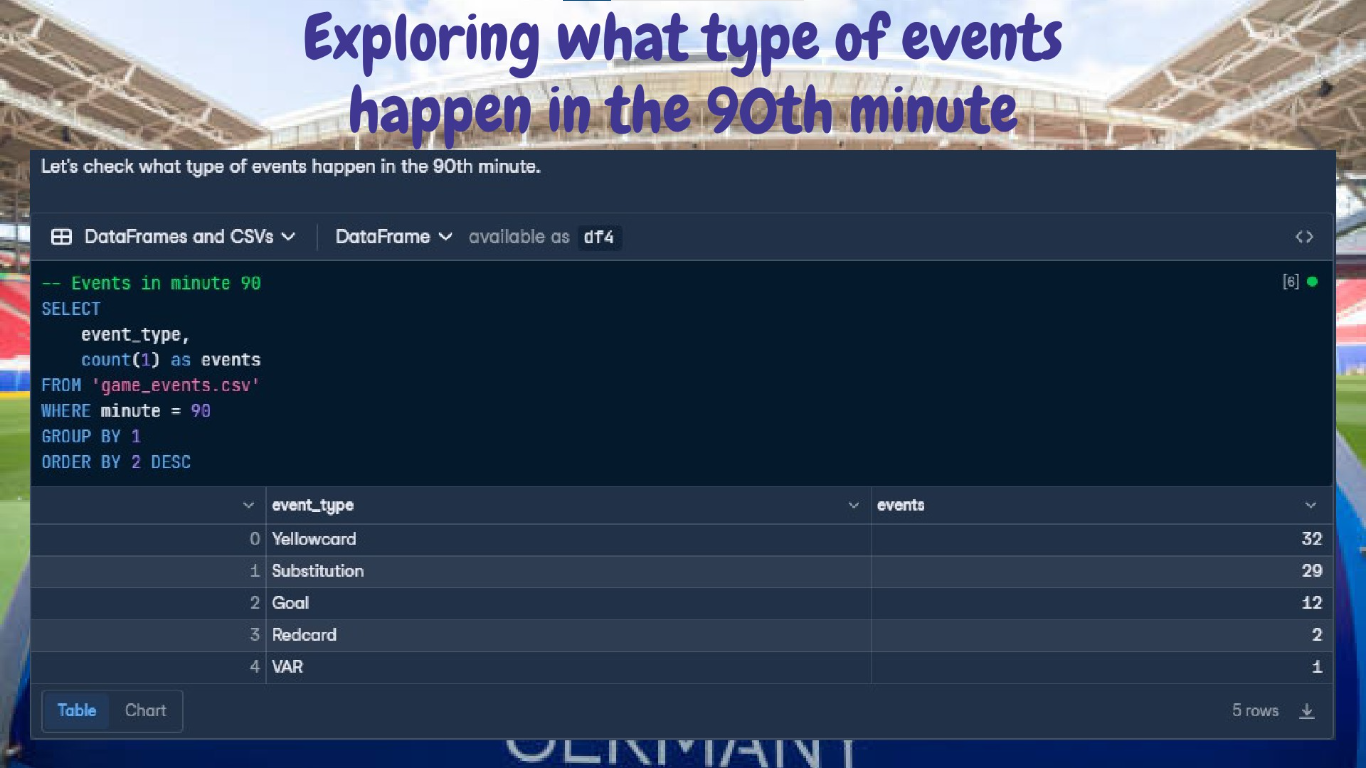 Exploring what type of events
happen in the 90th minute
Let's check what type of events happen in the 90th minute.
DataFrames and CSVs DataFrame available as df4 <>
-- Events in minute 90 [6]
SELECT
event_type,
count(1) as events
FROM 'game_events.csv'
WHERE minute = 90
GROUP BY 1
ORDER BY 2 DESC
event_type events
0 Yellowcard 32
1 Substitution 29
2 Goal 12
3 Redcard 2
4 VAR 1
Table Chart 5 rows
GERMANY